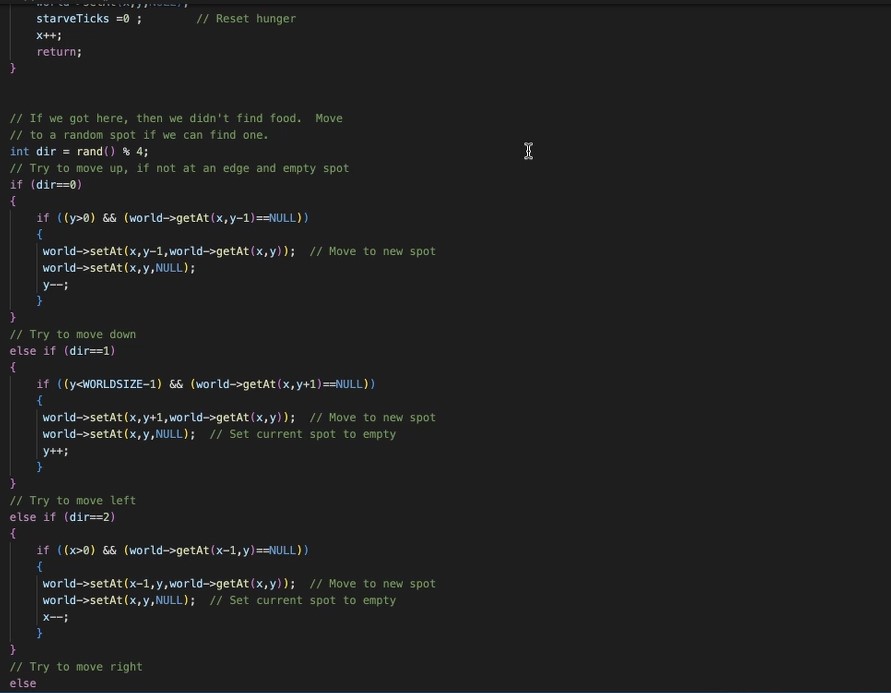 world->setAt(x,y,NULL);
starveTicks =0 ;        // Reset hunger
x++;
return;
}
// If we got here, then we didn't find food.  Move
// to a random spot if we can find one.
int dir = rand() % 4;
// Try to move up, if not at an edge and empty spot
if (dir==0)
{
if ((y>0) && (world->getAt(x,y-1)==NULL))
{
world->setAt(x,y-1,world->getAt(x,y));  // Move to new spot
world->setAt(x,y,NULL);
y--;
}
}
// Try to move down
else if (dir==1)
{
if ((y<WORLDSIZE-1) && (world->getAt(x,y+1)==NULL))
{
world->setAt(x,y+1,world->getAt(x,y));  // Move to new spot
world->setAt(x,y,NULL);  // Set current spot to empty
y++;
}
}
// Try to move left
else if (dir==2)
{
if ((x>0) && (world->getAt(x-1,y)==NULL))
{
world->setAt(x-1,y,world->getAt(x,y));  // Move to new spot
world->setAt(x,y,NULL);  // Set current spot to empty
x--;
}
}
// Try to move right
else